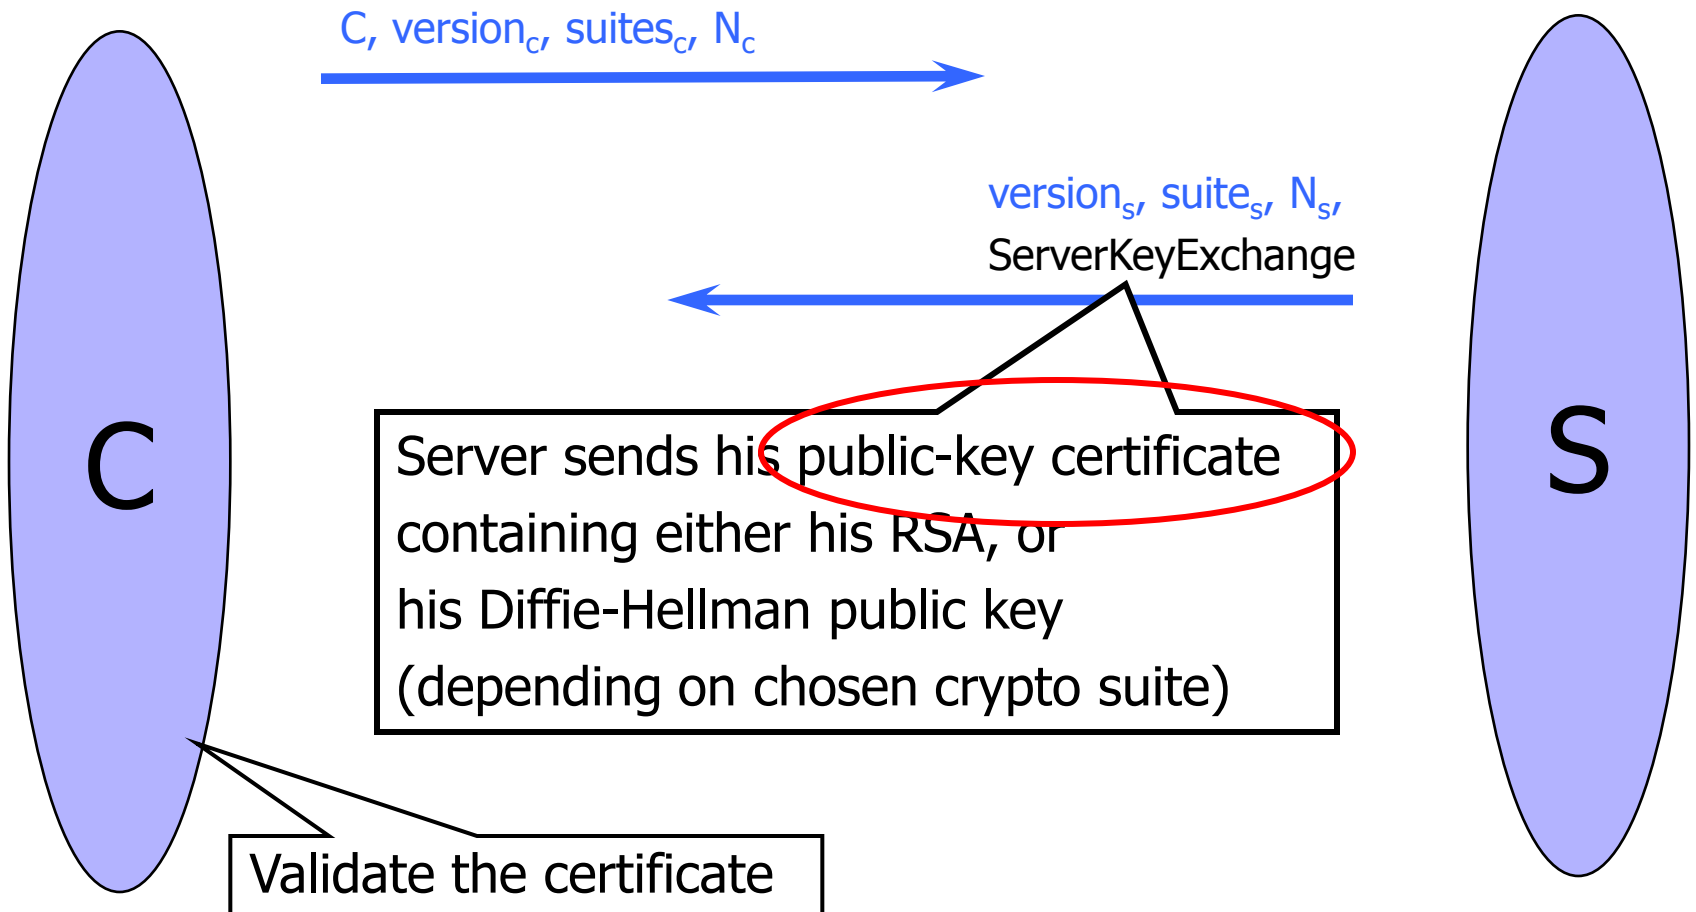 C, version_c, suites_c, N_c
version_s, suite_s, N_s,
ServerKeyExchange
C
S
Server sends his public-key certificate
containing either his RSA, or
his Diffie-Hellman public key
(depending on chosen crypto suite)
Validate the certificate